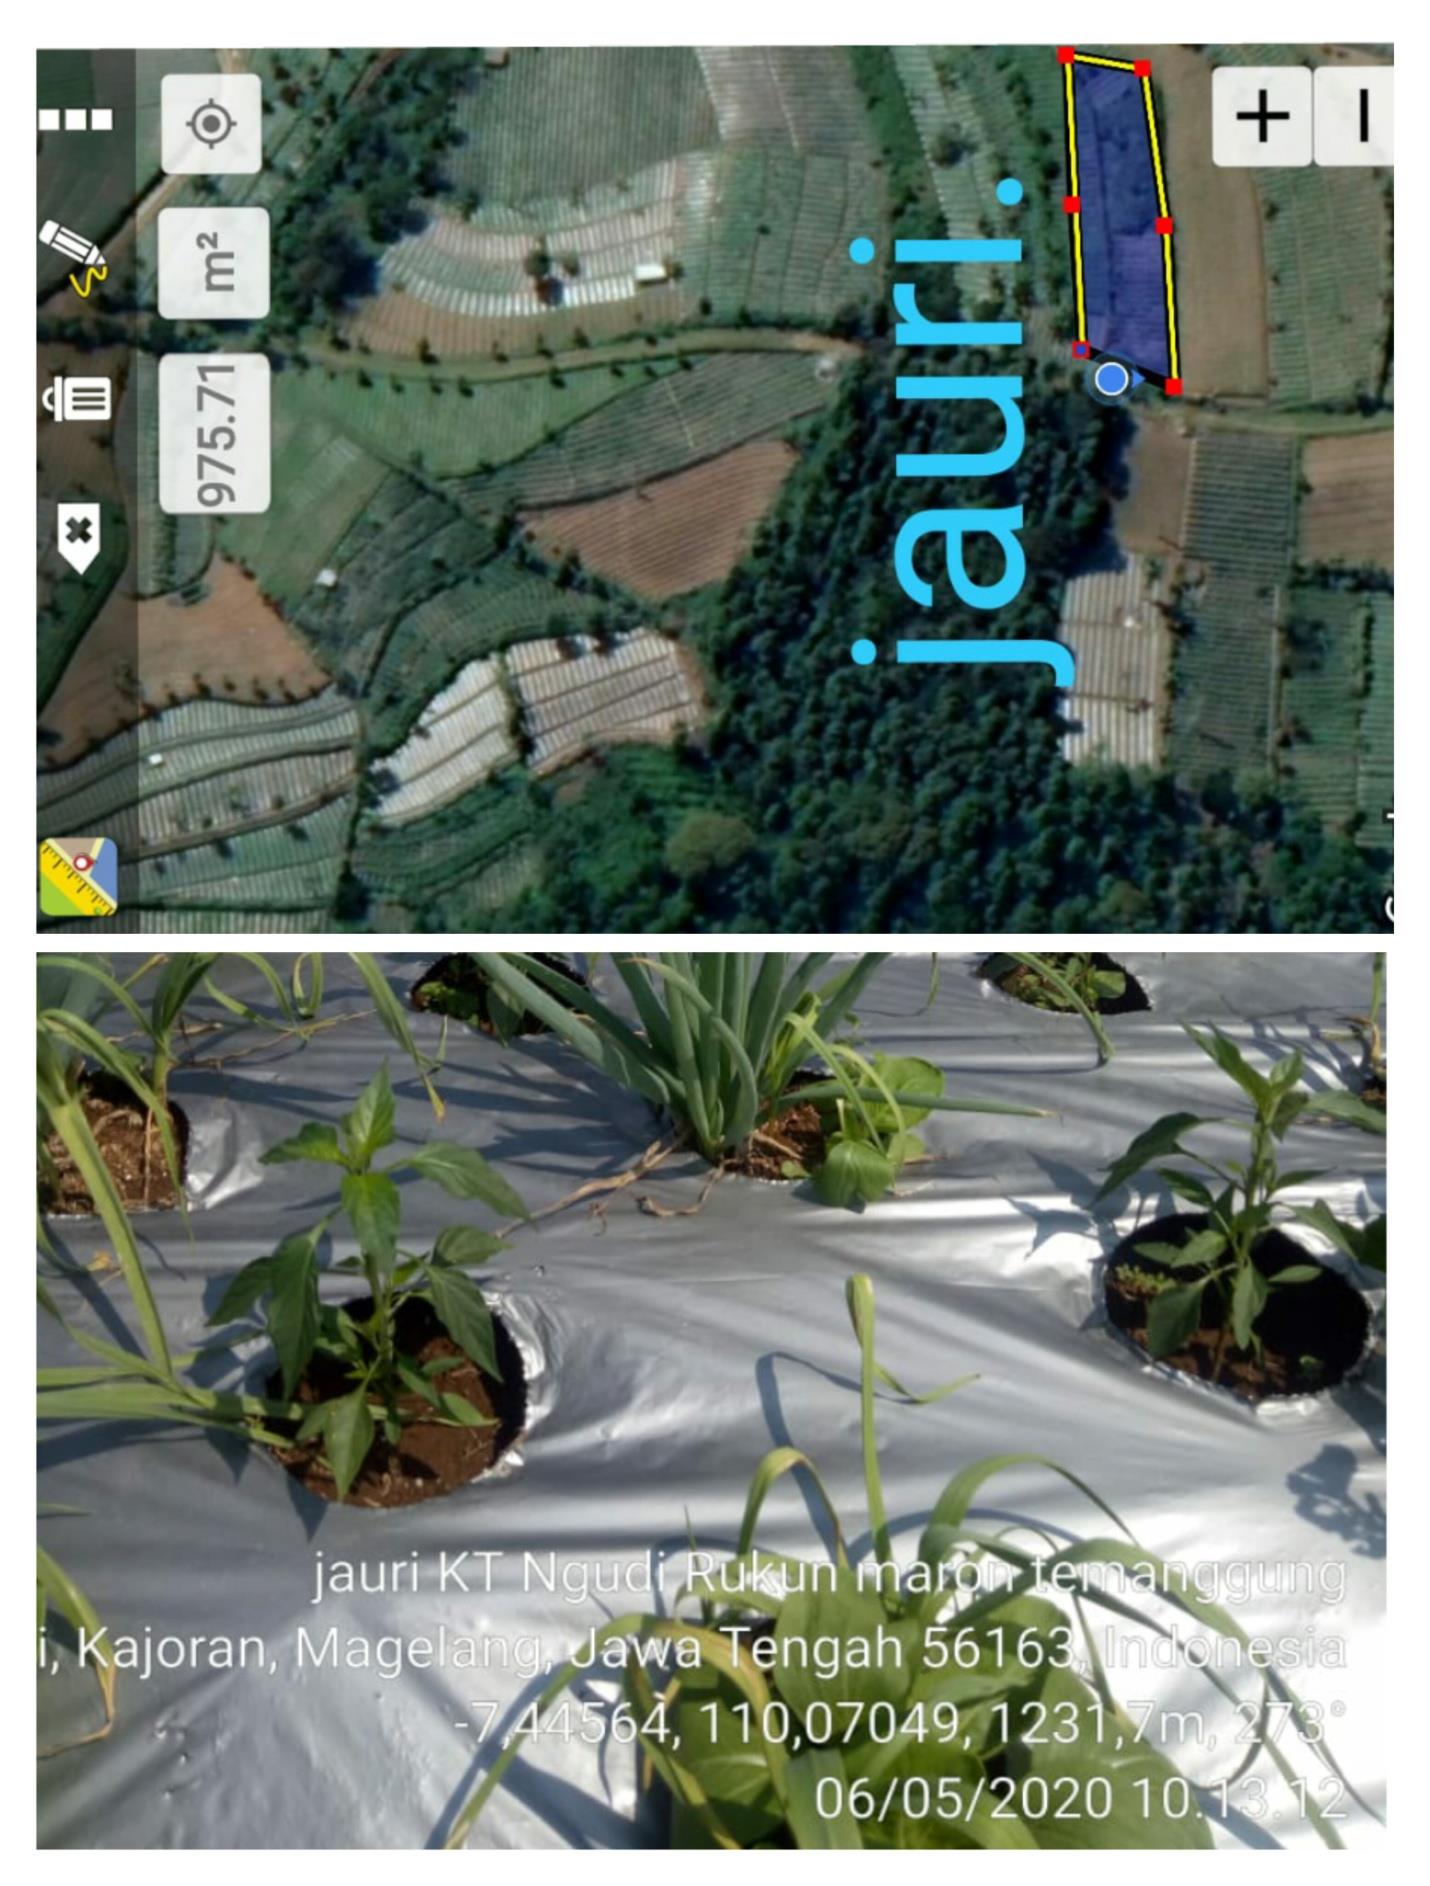 975.71
m²
jauri.
jauri KT Ngudi Rukun maron temanggung
i, Kajoran, Magelang, Jawa Tengah 56163, Indonesia
-7,44564, 110,07049, 1231,7m, 273°
06/05/2020 10.13.12